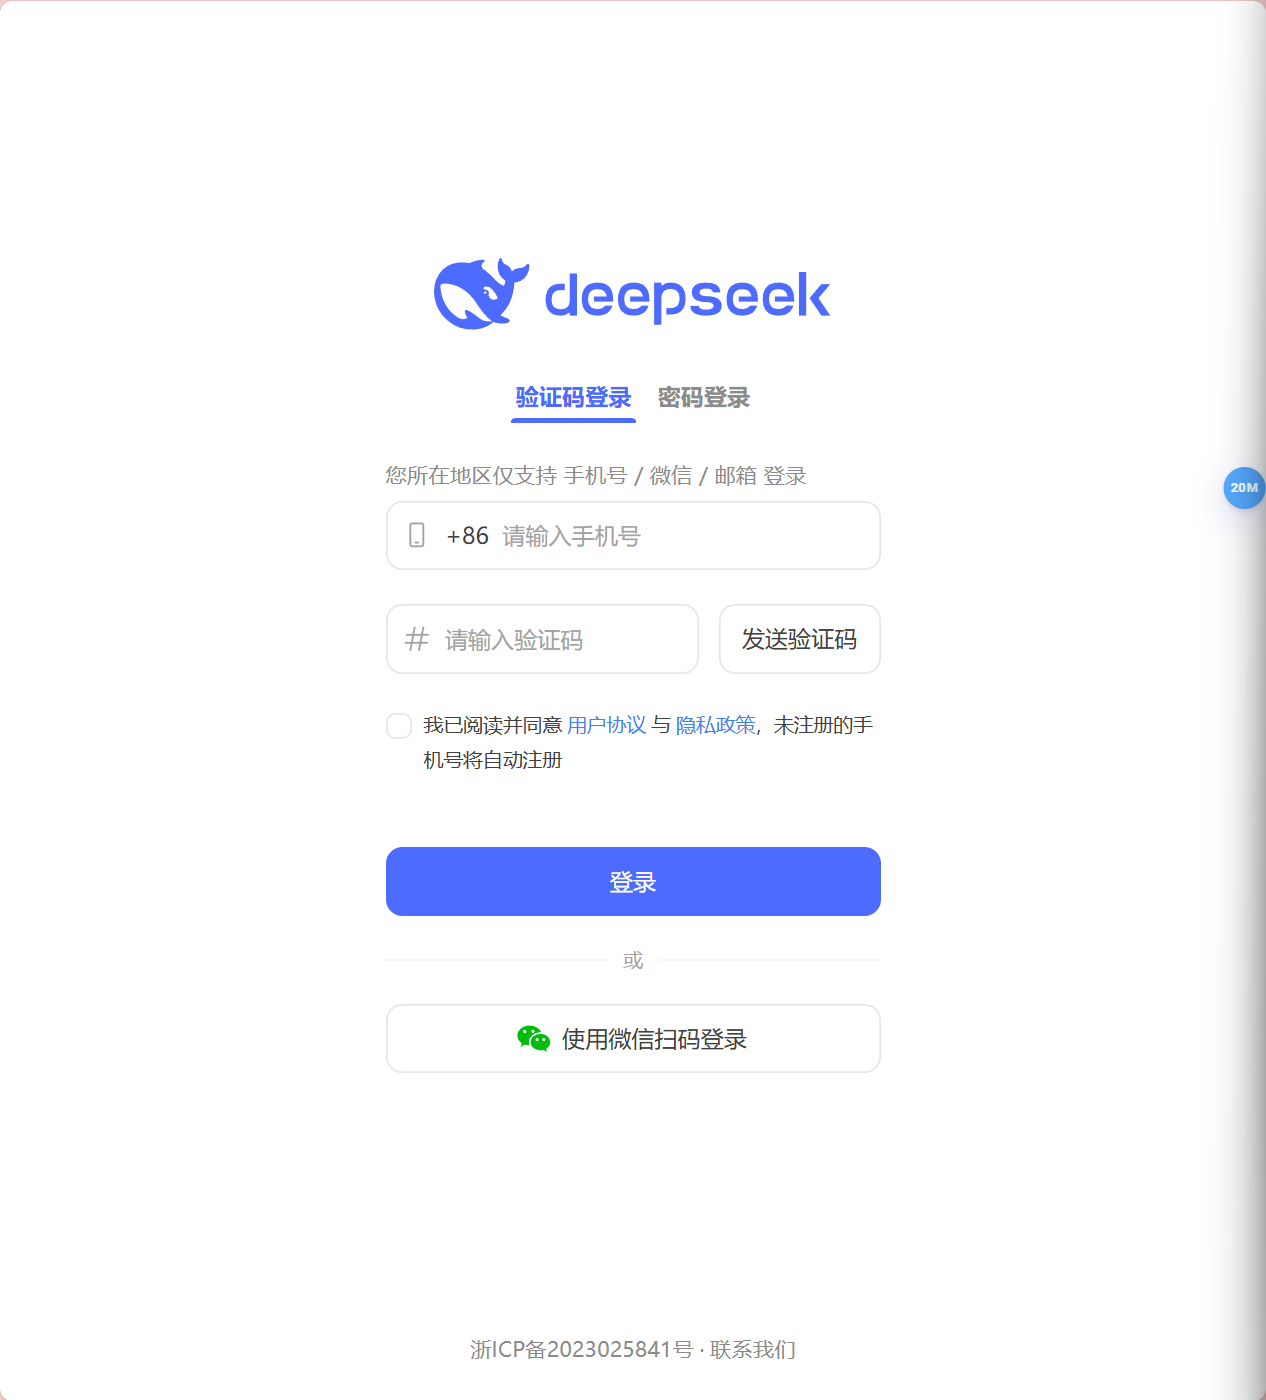 deepseek
验证码登录 密码登录
您所在地区仅支持 手机号 / 微信 / 邮箱 登录
+86 请输入手机号
请输入验证码 发送验证码
我已阅读并同意 用户协议 与 隐私政策，未注册的手
机号将自动注册
登录
或
使用微信扫码登录
浙ICP备2023025841号 · 联系我们
20M